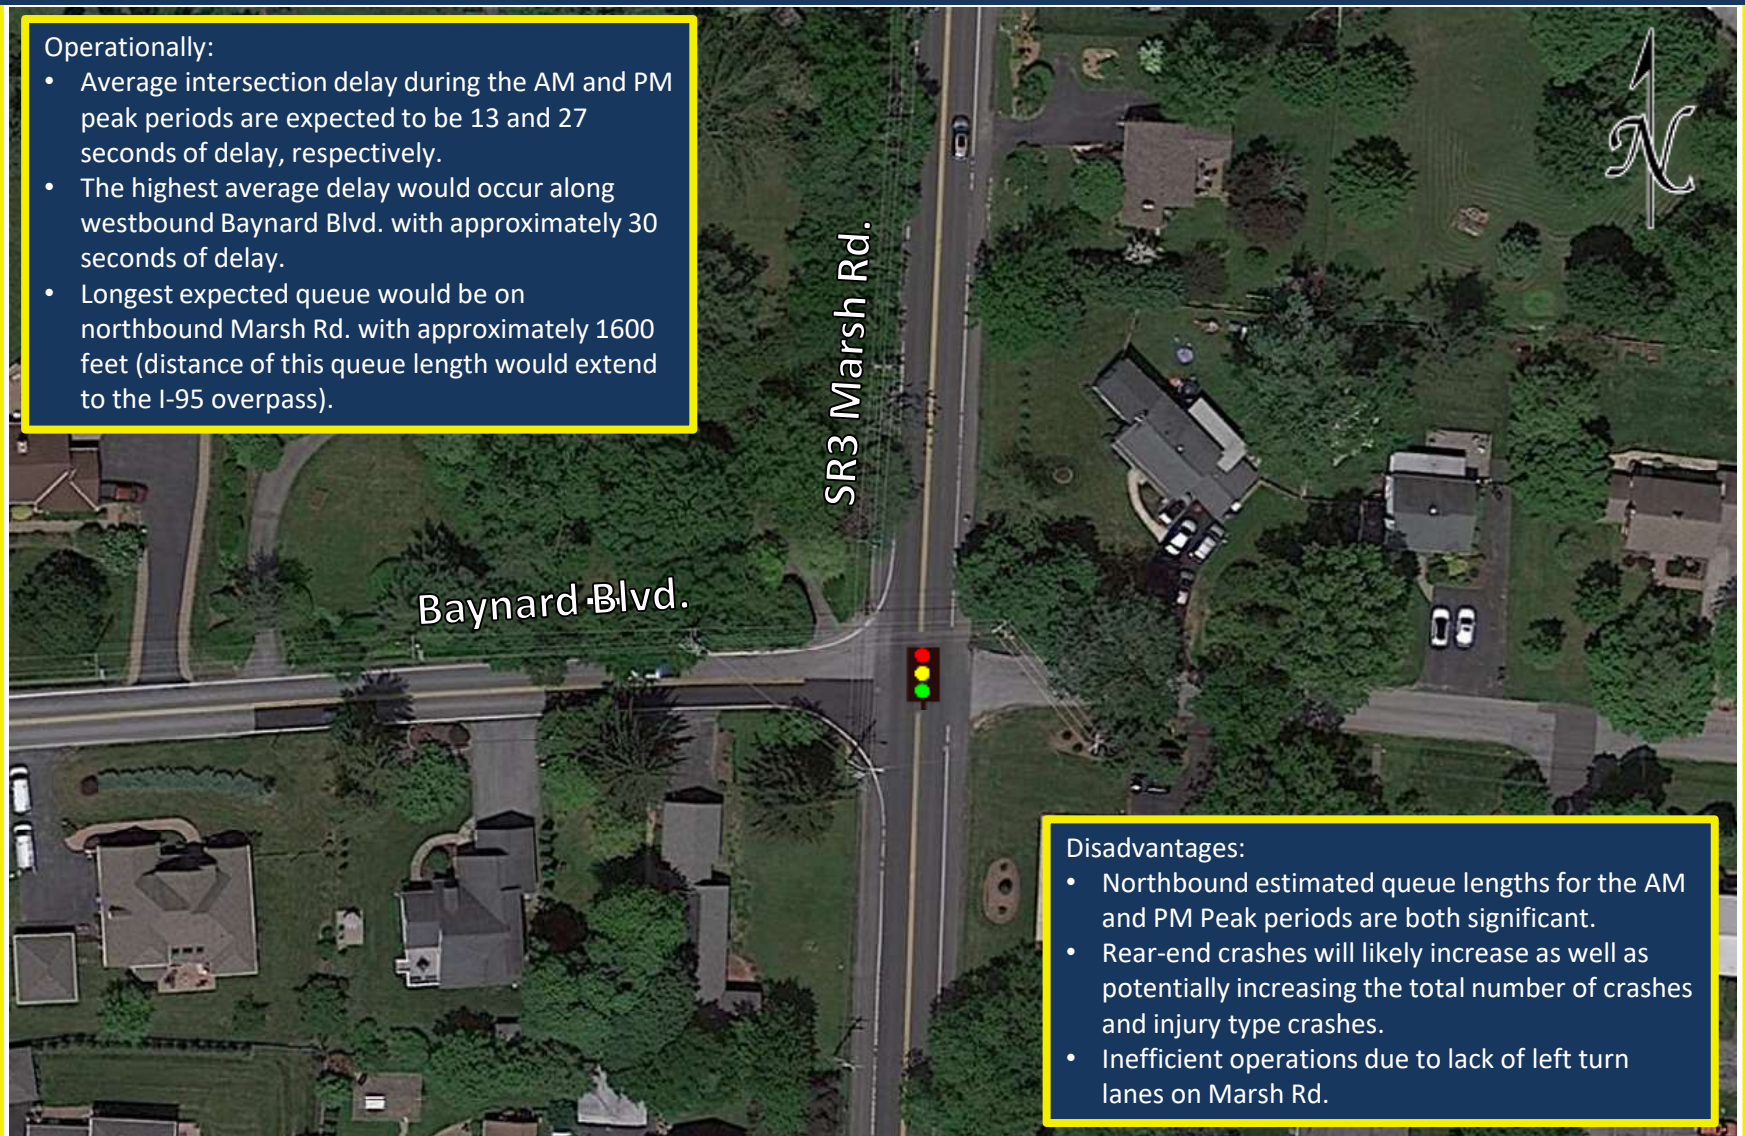 Operationally:
• Average intersection delay during the AM and PM
peak periods are expected to be 13 and 27
seconds of delay, respectively.
• The highest average delay would occur along
westbound Baynard Blvd. with approximately 30
seconds of delay.
• Longest expected queue would be on
northbound Marsh Rd. with approximately 1600
feet (distance of this queue length would extend
to the I-95 overpass).
N
SR3 Marsh Rd.
Baynard Blvd.
Disadvantages:
• Northbound estimated queue lengths for the AM
and PM Peak periods are both significant.
• Rear-end crashes will likely increase as well as
potentially increasing the total number of crashes
and injury type crashes.
• Inefficient operations due to lack of left turn
lanes on Marsh Rd.